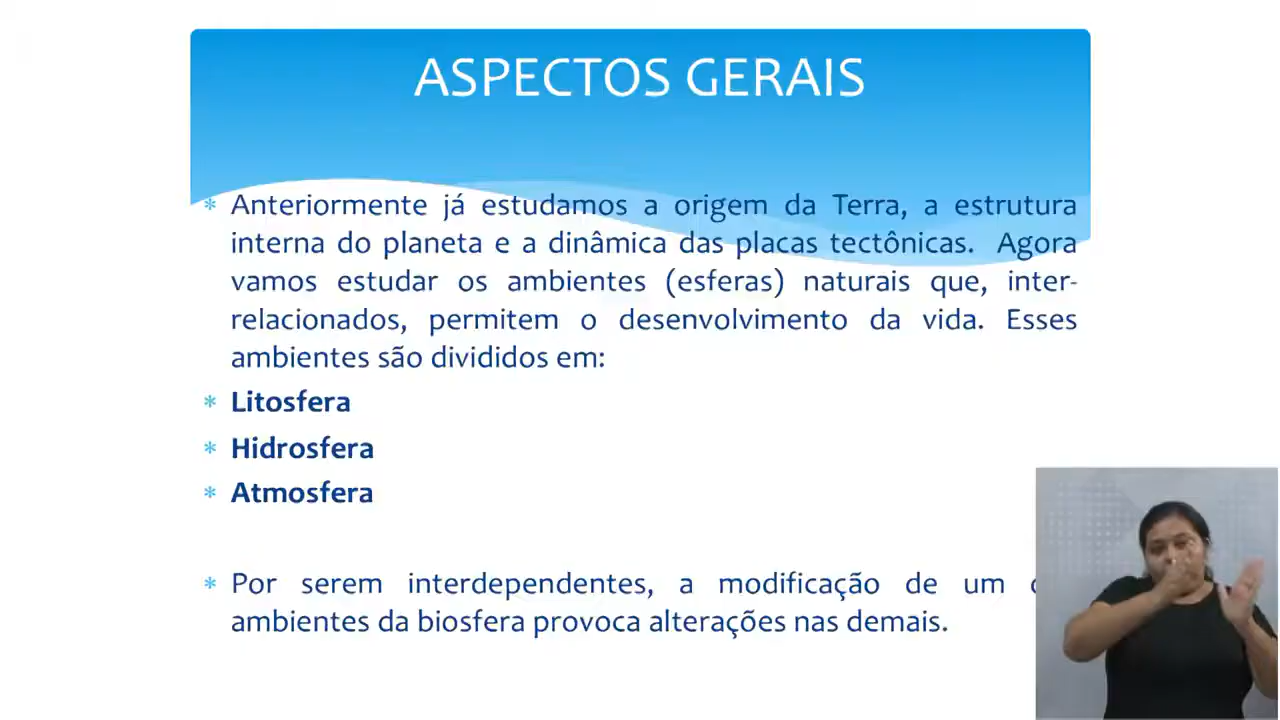 ASPECTOS GERAIS
* Anteriormente já estudamos a origem da Terra, a estrutura
interna do planeta e a dinâmica das placas tectônicas. Agora
vamos estudar os ambientes (esferas) naturais que, inter-
relacionados, permitem o desenvolvimento da vida. Esses
ambientes são divididos em:
* Litosfera
* Hidrosfera
* Atmosfera
* Por serem interdependentes, a modificação de um
ambientes da biosfera provoca alterações nas demais.